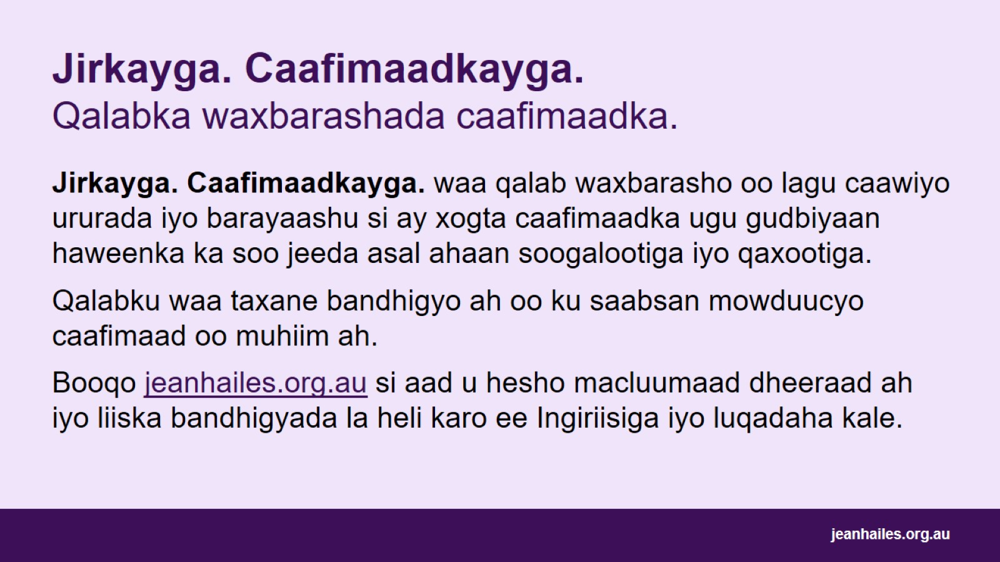 Jirkayga. Caafimaadkayga.
Qalabka waxbarashada caafimaadka.
Jirkayga. Caafimaadkayga. waa qalab waxbarasho oo lagu caawiyo
ururada iyo barayaashu si ay xogta caafimaadka ugu gudbiyaan
haweenka ka soo jeeda asal ahaan soogalootiga iyo qaxootiga.
Qalabku waa taxane bandhigyo ah oo ku saabsan mowduucyo
caafimaad oo muhiim ah.
Booqo jeanhailes.org.au si aad u hesho macluumaad dheeraad ah
iyo liiska bandhigyada la heli karo ee Ingiriisiga iyo luqadaha kale.
jeanhailes.org.au